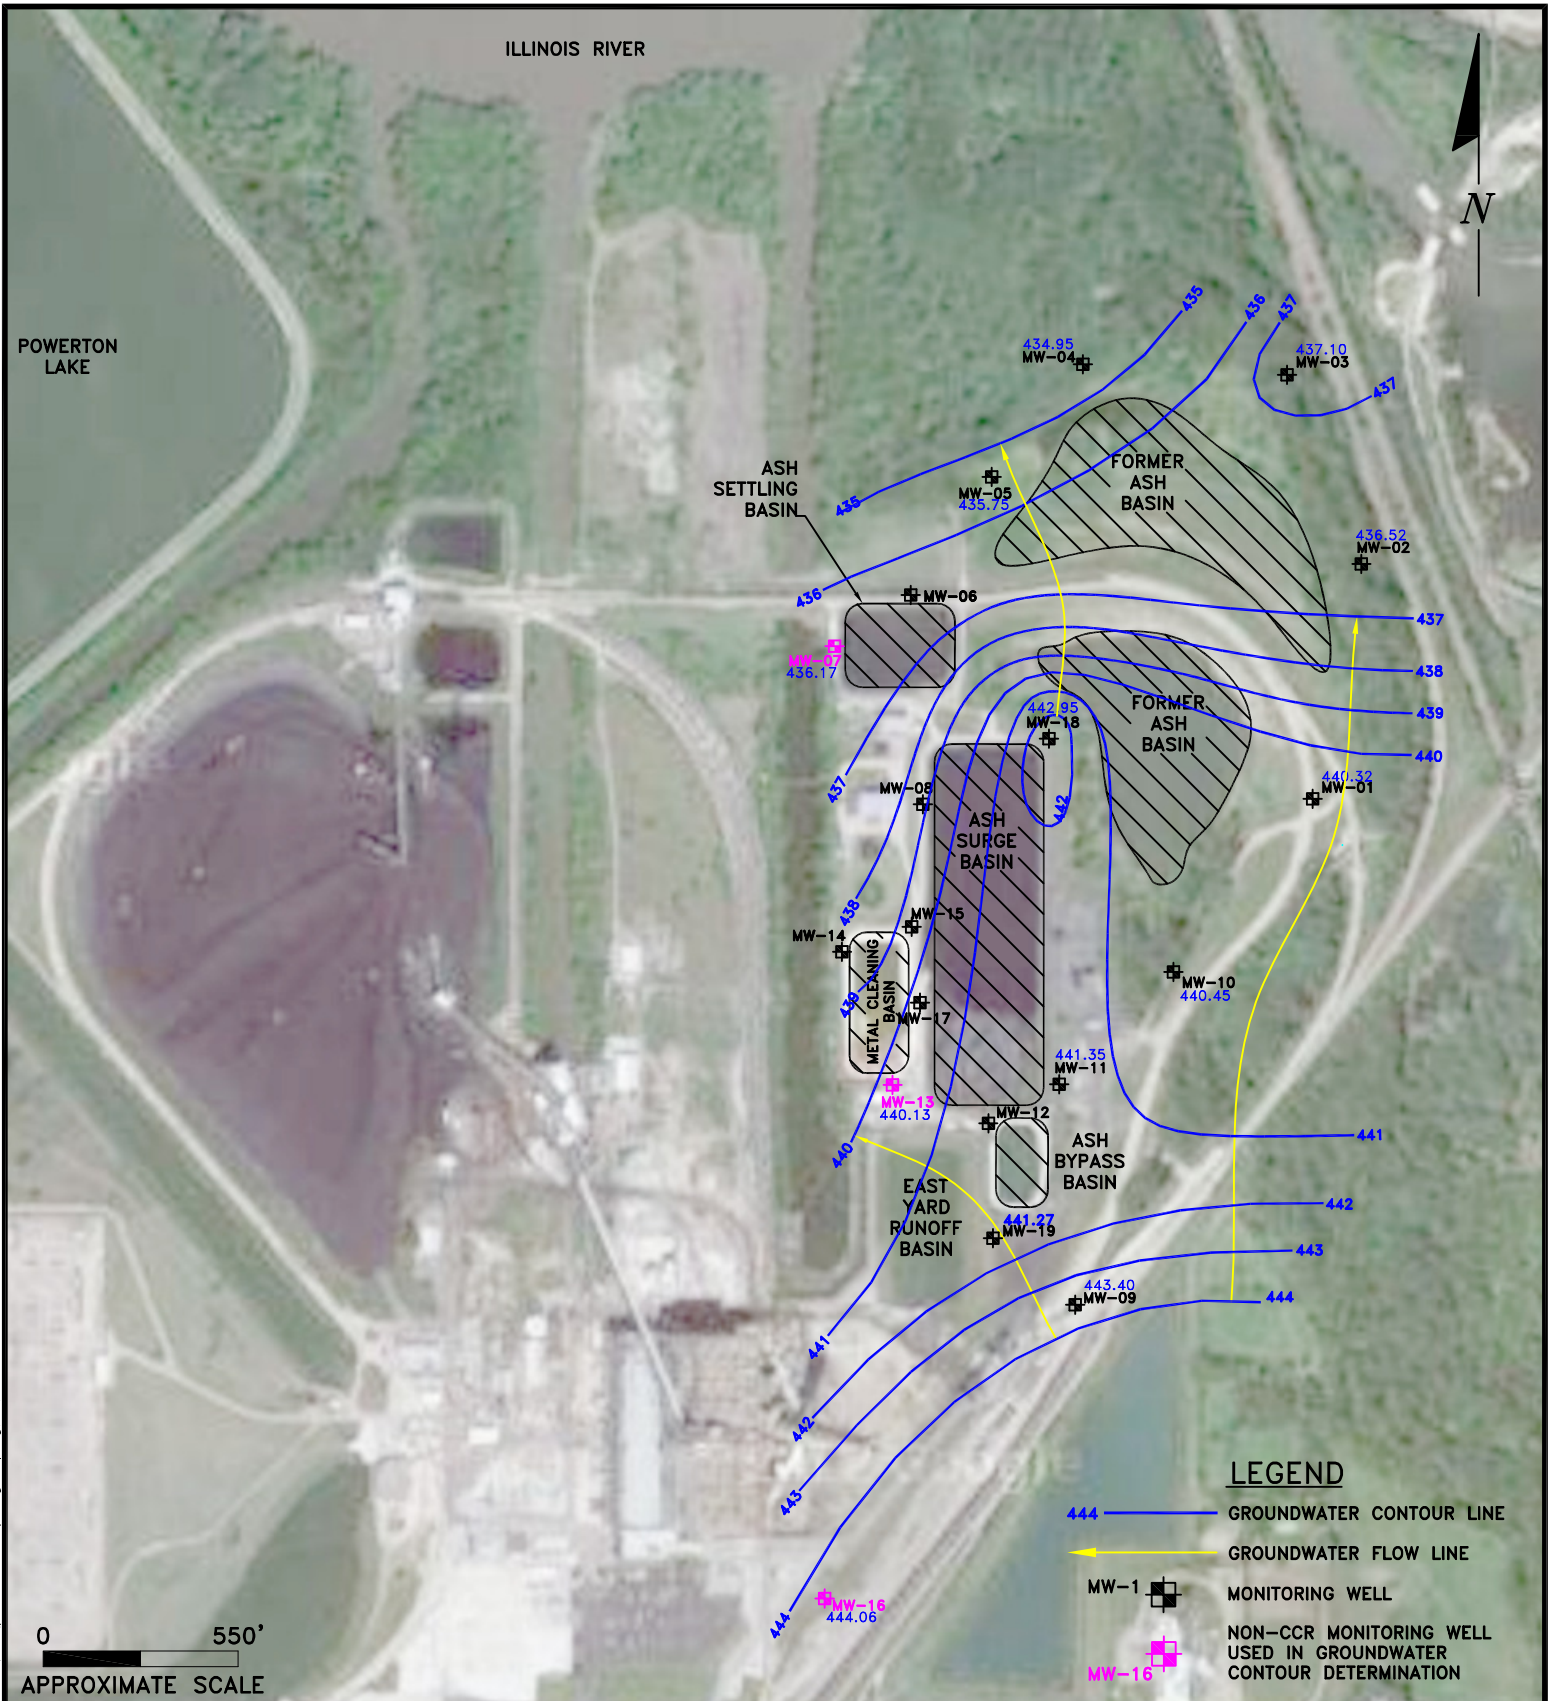 ILLINOIS RIVER
N
POWERTON
LAKE
435
436
437
434.95
MW-04
437.10
MW-03
437
ASH
SETTLING
BASIN
FORMER
ASH
BASIN
MW-05
435.75
435
436.52
MW-02
436
MW-06
437
MW-07
436.17
438
442.95
MW-18
FORMER
ASH
BASIN
439
440
440.32
MW-01
437
MW-08
442
ASH
SURGE
BASIN
438
MW-15
MW-14
METAL CLEANING
BASIN
439
MW-17
MW-10
440.45
441.35
MW-11
MW-13
440.13
MW-12
441
440
ASH
BYPASS
BASIN
EAST
YARD
RUNOFF
BASIN
442
441.27
MW-19
443
443.40
MW-09
444
441
442
443
444
MW-16
444.06
LEGEND
444 GROUNDWATER CONTOUR LINE
GROUNDWATER FLOW LINE
MW-1 MONITORING WELL
NON-CCR MONITORING WELL
USED IN GROUNDWATER
MW-16 CONTOUR DETERMINATION
0 550'
APPROXIMATE SCALE